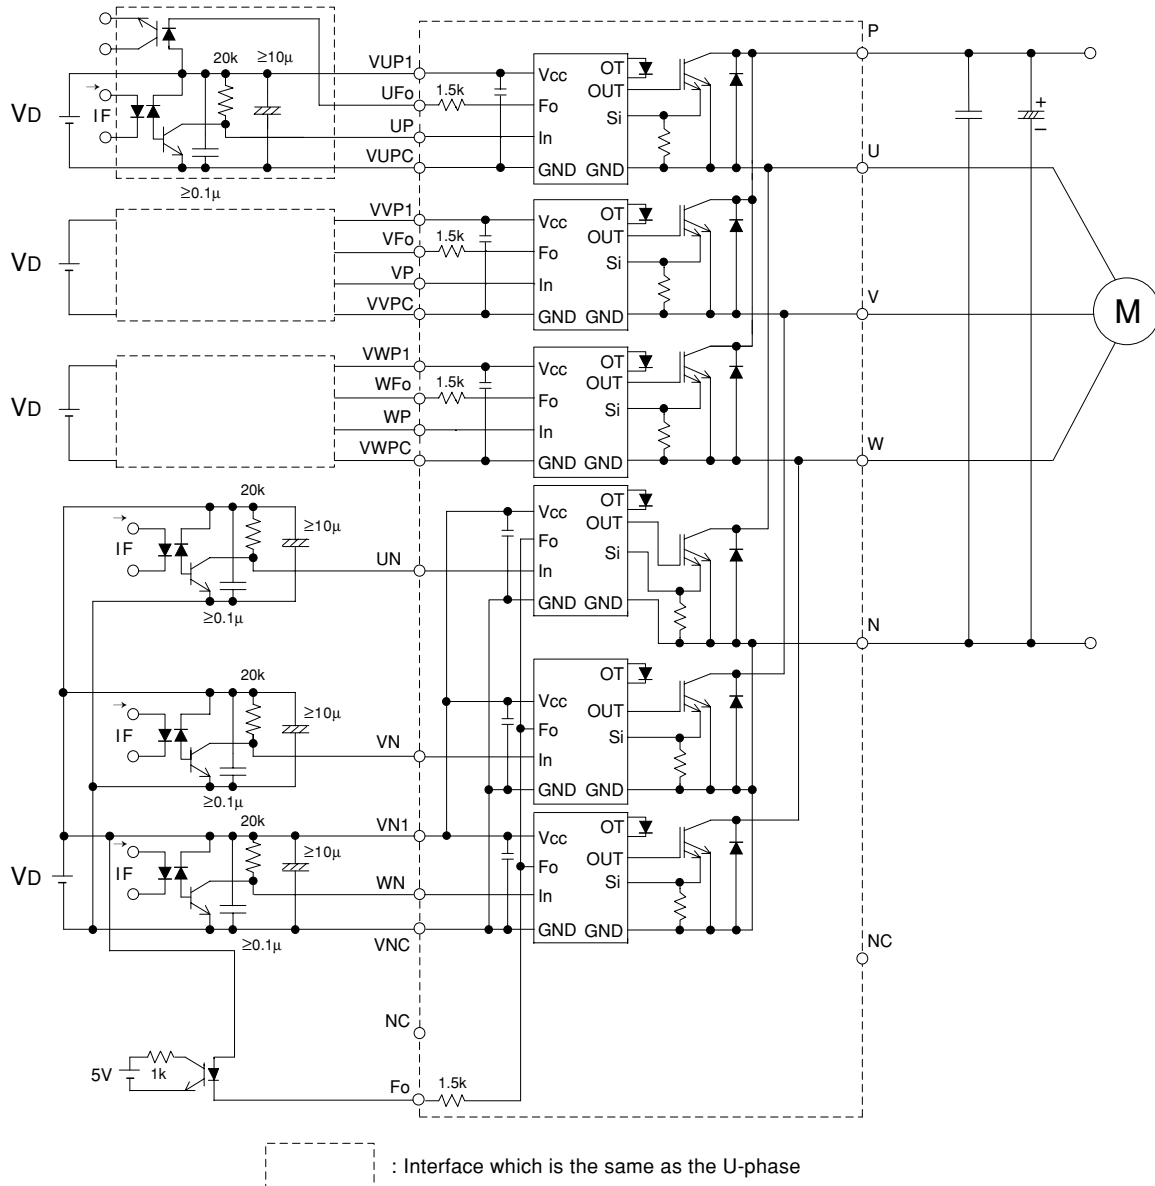 P
20k
≥10μ
VUP1
Vcc
OT
UFo
1.5k
OUT
VD
IF
Fo
Si
UP
In
+
–
VUPC
GND
GND
U
≥0.1μ
VVP1
Vcc
OT
VFo
1.5k
OUT
VD
Fo
Si
VP
In
V
VVPC
GND
GND
M
VWP1
Vcc
OT
WFo
1.5k
OUT
VD
Fo
Si
WP
In
VWPC
GND
GND
W
20k
≥10μ
Vcc
OT
OUT
IF
Fo
Si
UN
In
GND
GND
≥0.1μ
N
20k
≥10μ
Vcc
OT
OUT
IF
Fo
Si
VN
In
GND
GND
≥0.1μ
20k
≥10μ
VN1
Vcc
OT
OUT
VD
IF
Fo
Si
WN
In
GND
GND
≥0.1μ
VNC
NC
NC
5V
1k
Fo
1.5k
: Interface which is the same as the U-phase